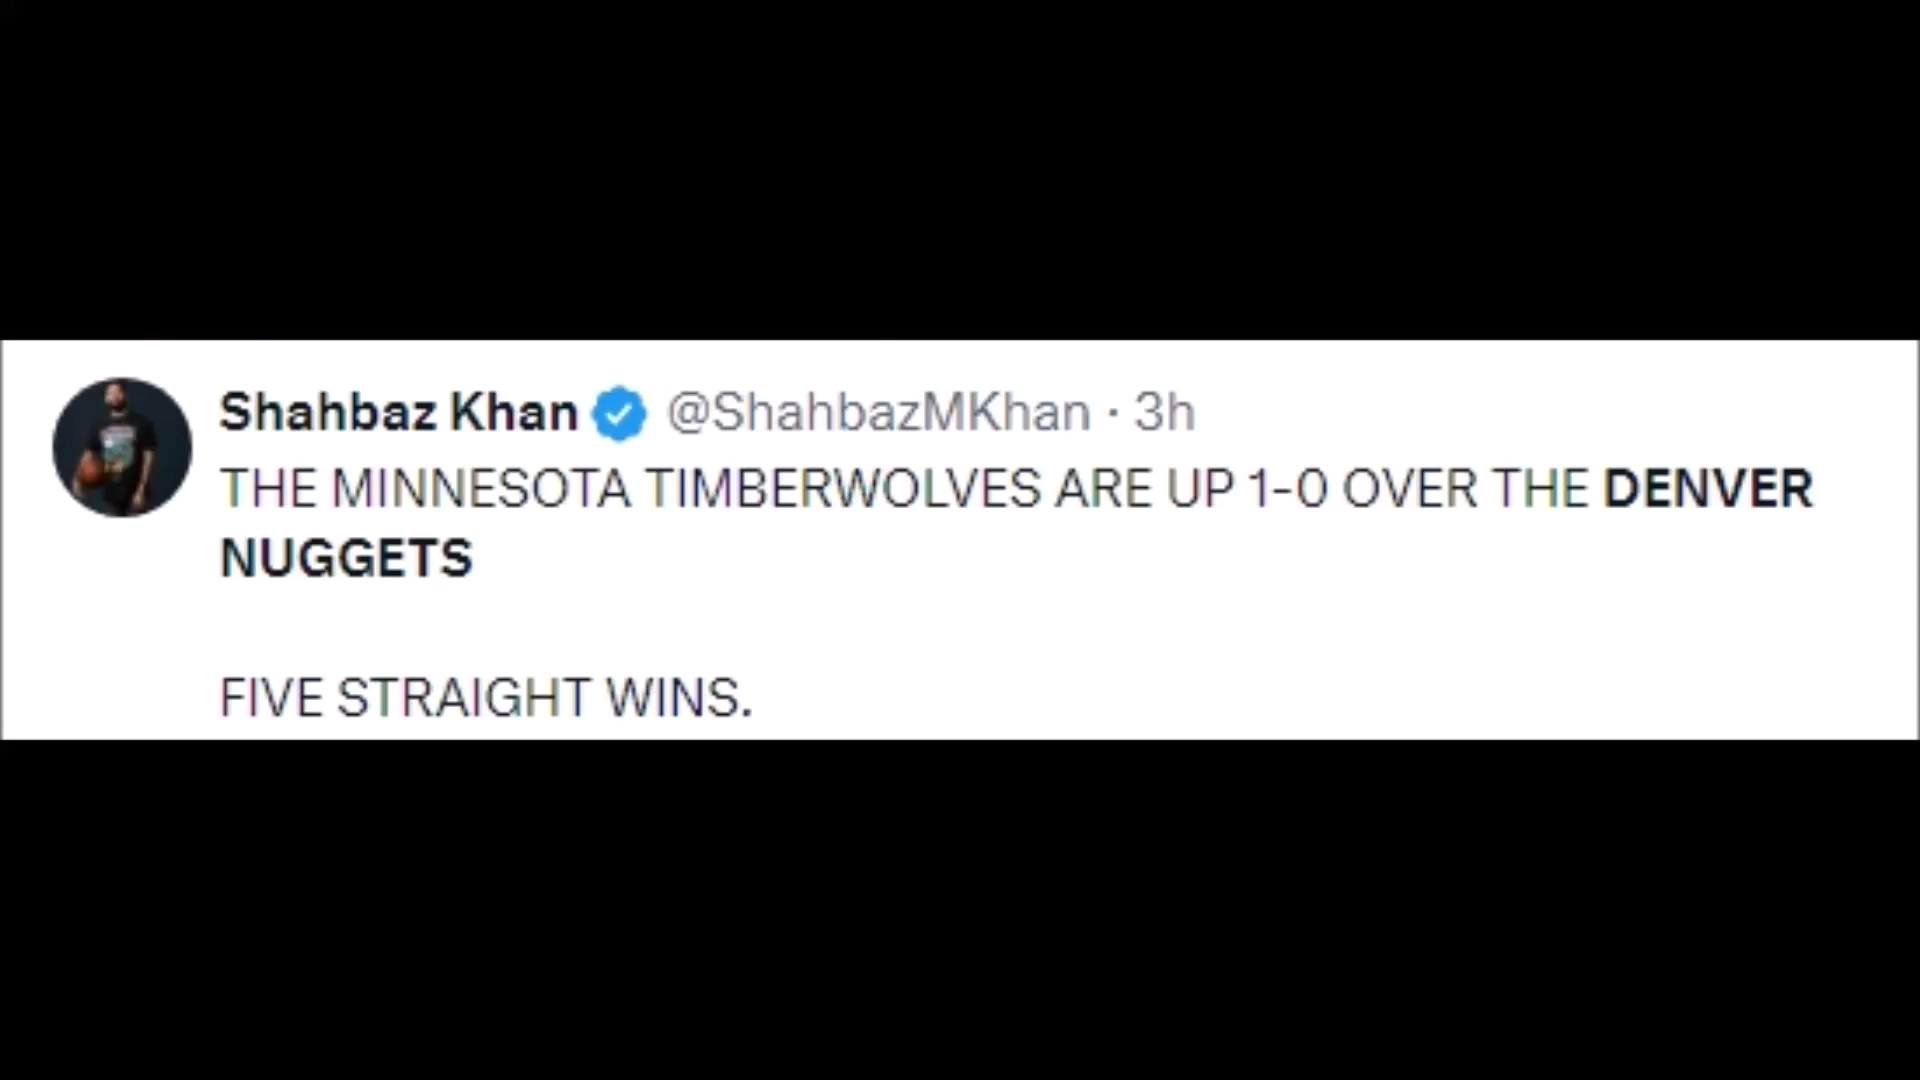 Shahbaz Khan @ShahbazMKhan · 3h
THE MINNESOTA TIMBERWOLVES ARE UP 1-0 OVER THE DENVER
NUGGETS
FIVE STRAIGHT WINS.